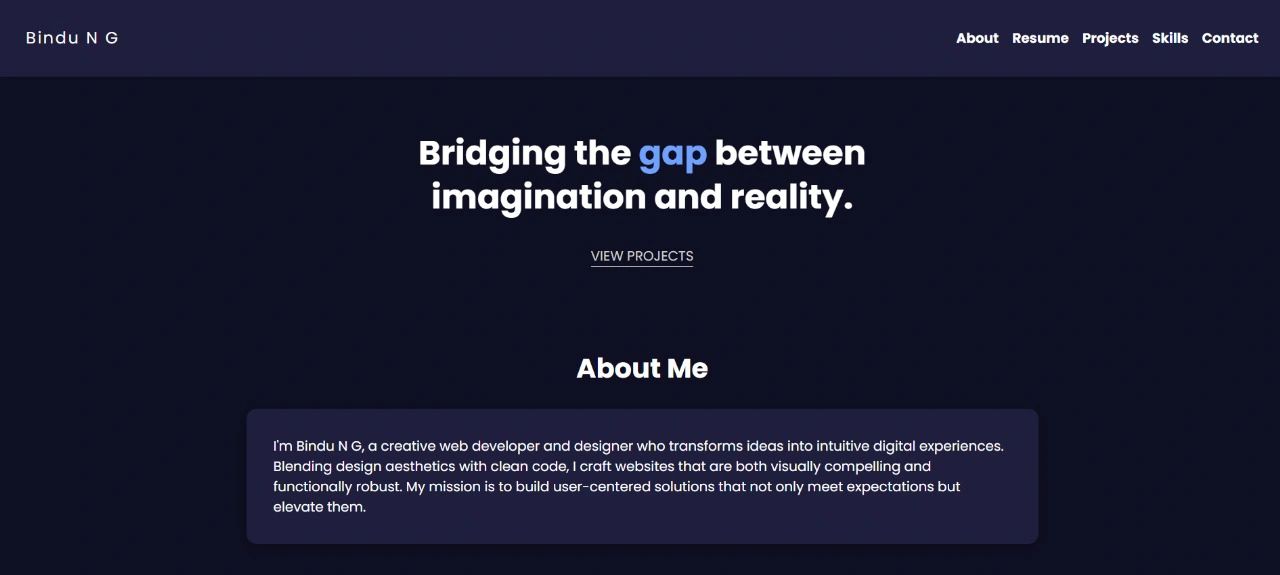 Bindu N G
About Resume Projects Skills Contact
Bridging the gap between
imagination and reality.
VIEW PROJECTS
About Me
I'm Bindu N G, a creative web developer and designer who transforms ideas into intuitive digital experiences.
Blending design aesthetics with clean code, I craft websites that are both visually compelling and
functionally robust. My mission is to build user-centered solutions that not only meet expectations but
elevate them.